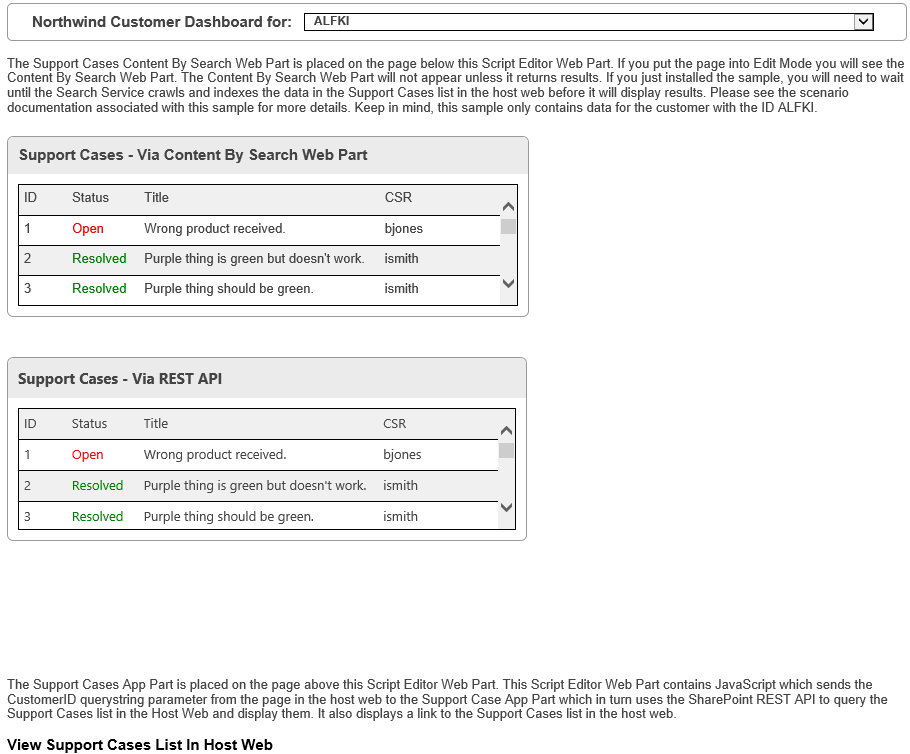 Northwind Customer Dashboard for: ALFKI
The Support Cases Content By Search Web Part is placed on the page below this Script Editor Web Part. If you put the page into Edit Mode you will see the
Content By Search Web Part. The Content By Search Web Part will not appear unless it returns results. If you just installed the sample, you will need to wait
until the Search Service crawls and indexes the data in the Support Cases list in the host web before it will display results. Please see the scenario
documentation associated with this sample for more details. Keep in mind, this sample only contains data for the customer with the ID ALFKI.
Support Cases - Via Content By Search Web Part
ID Status Title CSR
1 Open Wrong product received. bjones
2 Resolved Purple thing is green but doesn't work. ismith
3 Resolved Purple thing should be green. ismith
Support Cases - Via REST API
ID Status Title CSR
1 Open Wrong product received. bjones
2 Resolved Purple thing is green but doesn't work. ismith
3 Resolved Purple thing should be green. ismith
The Support Cases App Part is placed on the page above this Script Editor Web Part. This Script Editor Web Part contains JavaScript which sends the
CustomerID querystring parameter from the page in the host web to the Support Case App Part which in turn uses the SharePoint REST API to query the
Support Cases list in the Host Web and display them. It also displays a link to the Support Cases list in the host web.
View Support Cases List In Host Web